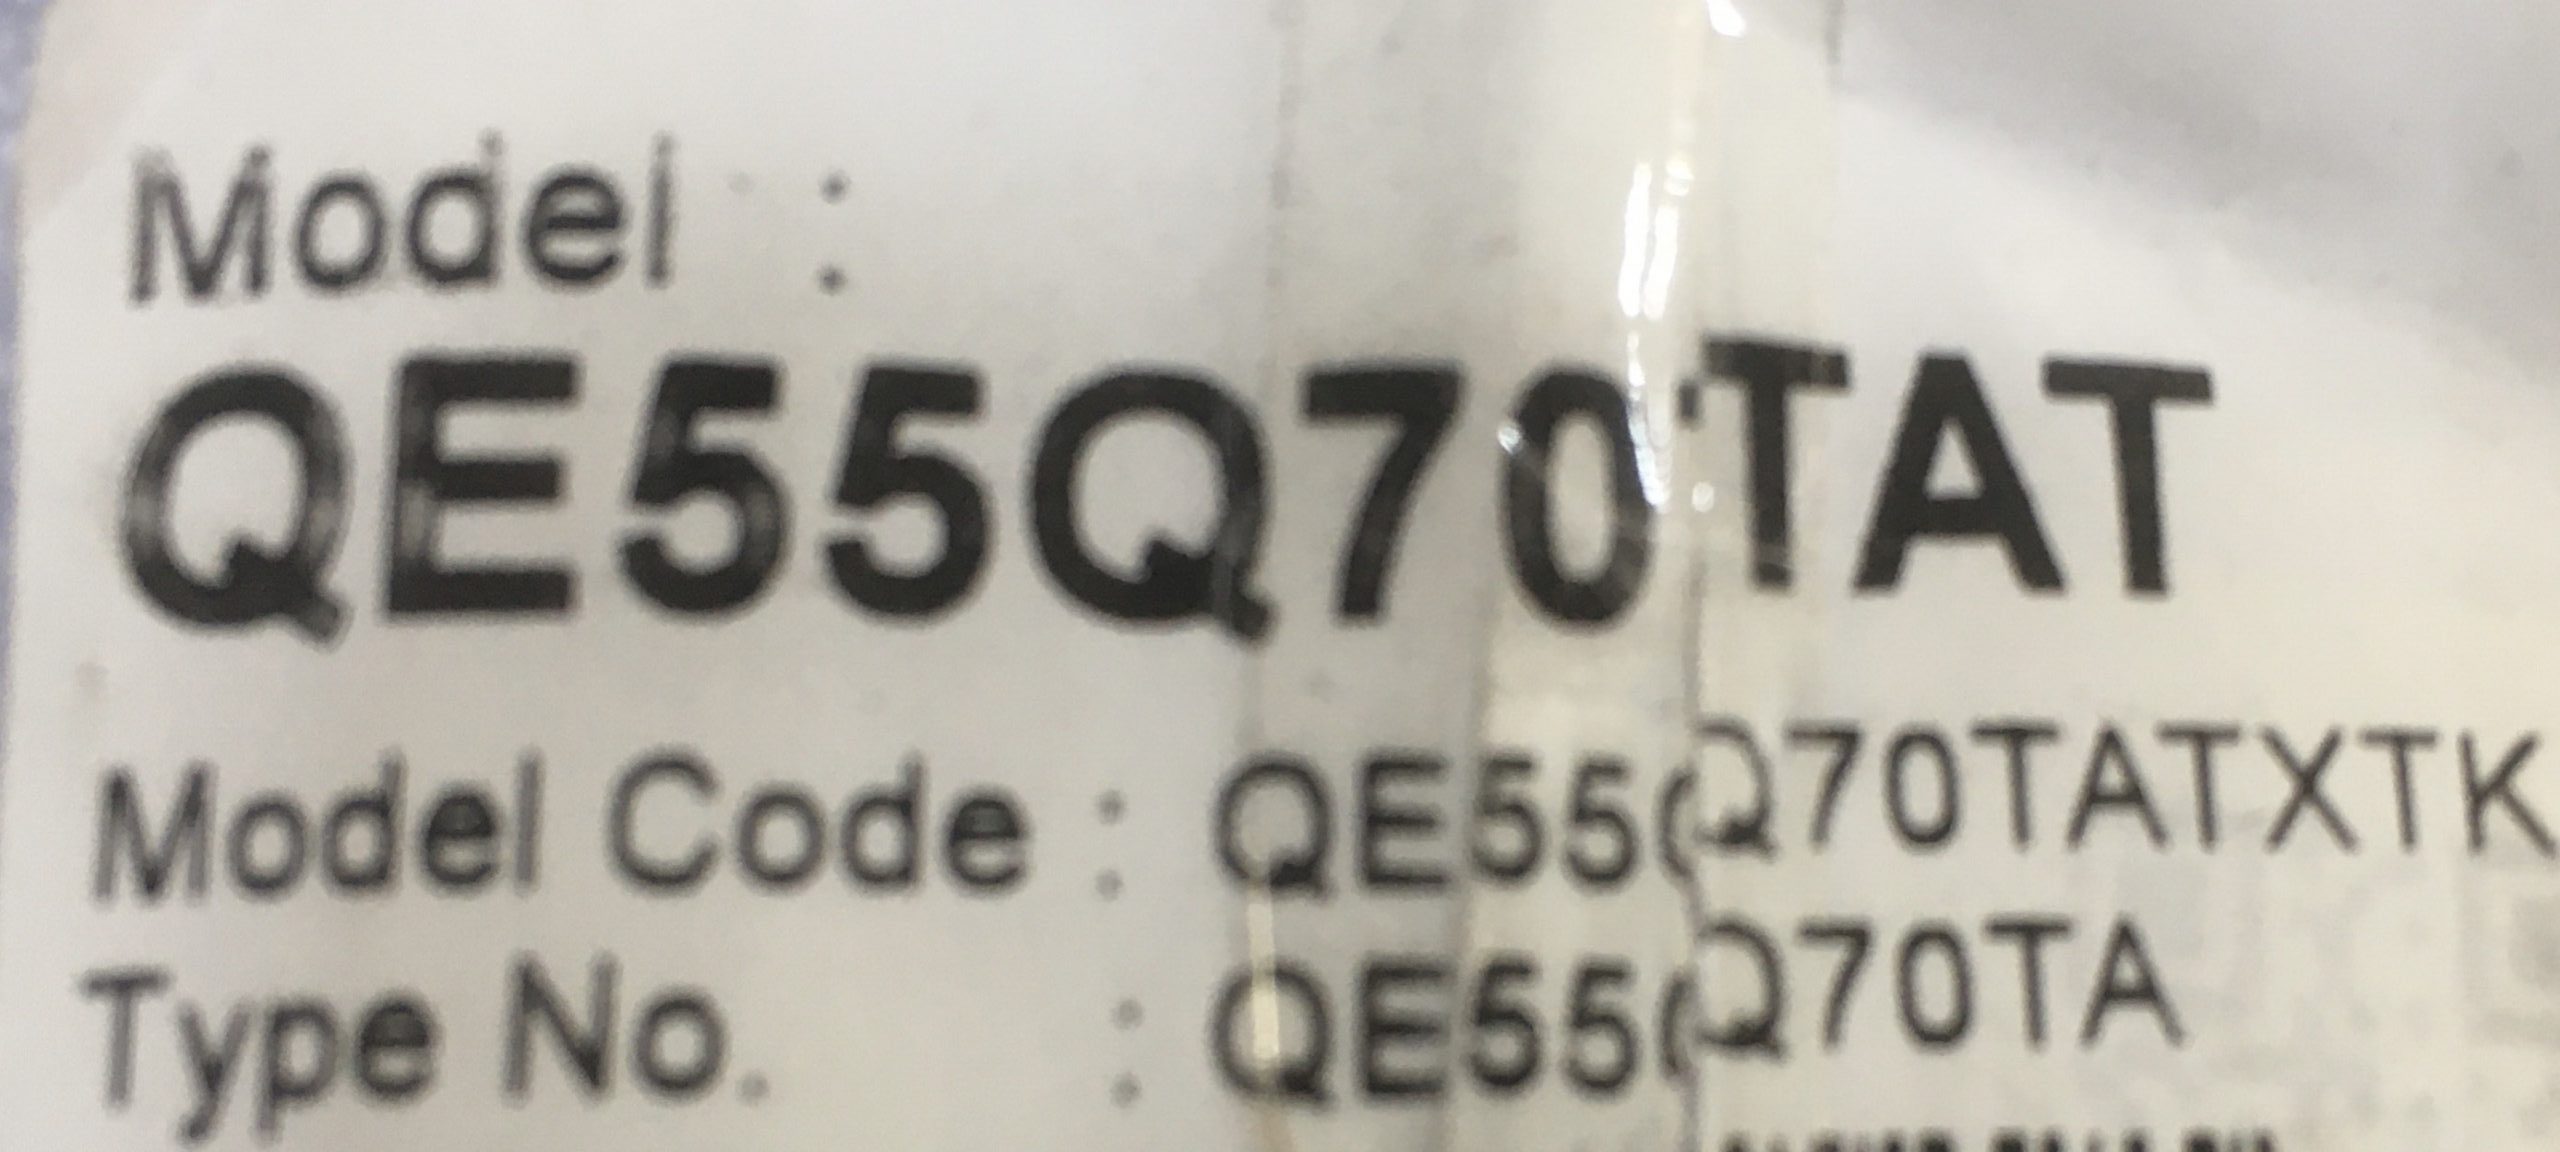 Model :
QE55Q70TAT
Model Code : QE55Q70TATXTK
Type No. : QE55Q70TA